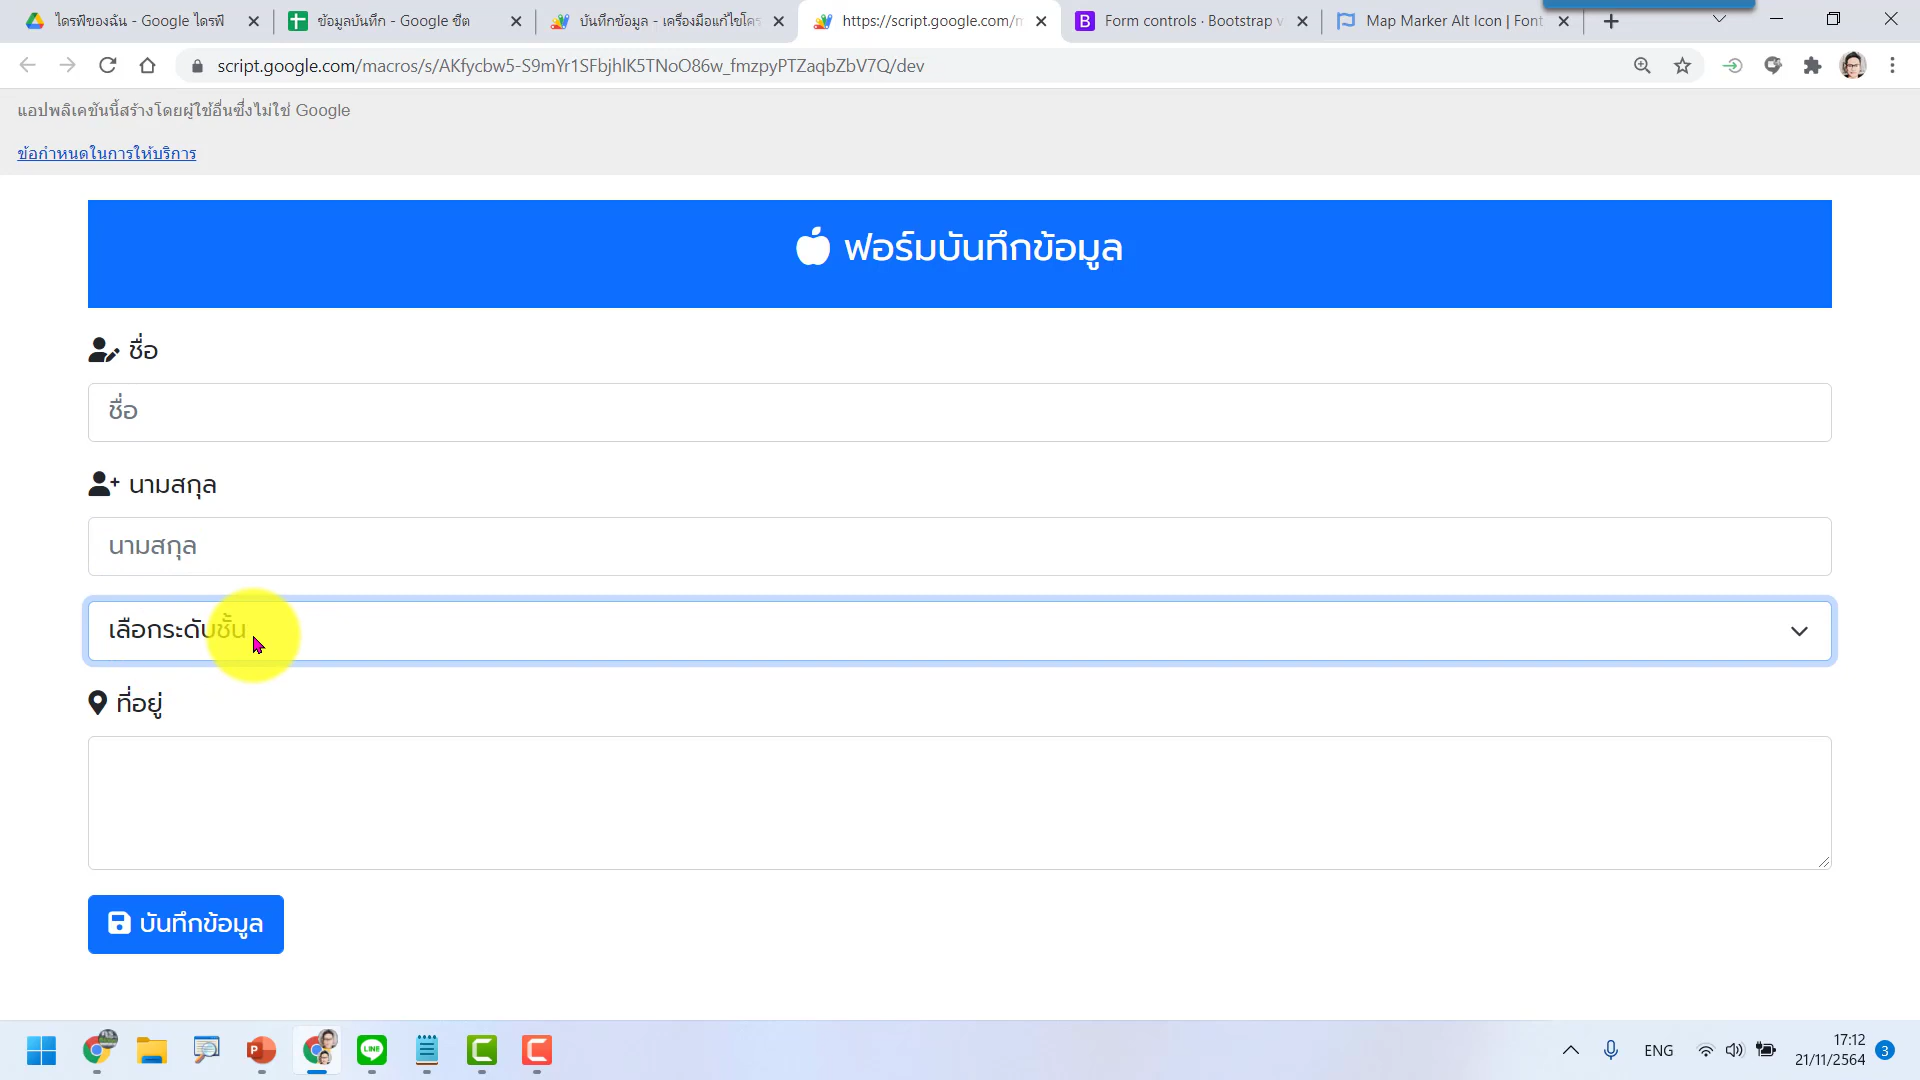 ไดรฟ์ของฉัน - Google ไดรฟ์
ข้อมูลบันทึก - Google ชีต
บันทึกข้อมูล - เครื่องมือแก้ไขโคร
https://script.google.com/m
Form controls · Bootstrap v
Map Marker Alt Icon | Font
script.google.com/macros/s/AKfycbw5-S9mYr1SFbjhlK5TNoO86w_fmzpyPTZaqbZbV7Q/dev
แอปพลิเคชันนี้สร้างโดยผู้ใช้อื่นซึ่งไม่ใช่ Google
ข้อกำหนดในการให้บริการ
ฟอร์มบันทึกข้อมูล
ชื่อ
ชื่อ
นามสกุล
นามสกุล
เลือกระดับชั้น
ที่อยู่
บันทึกข้อมูล
ENG
17:12
21/11/2564
3